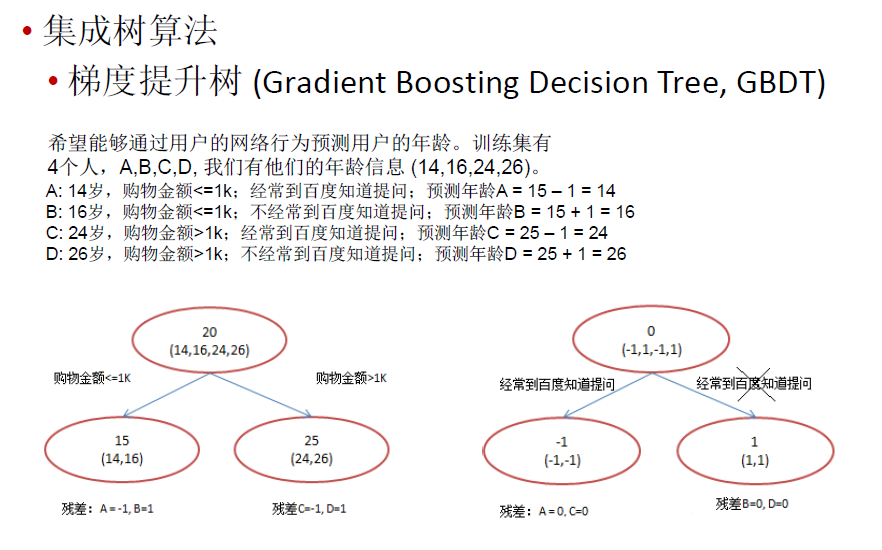 • 集成树算法
• 梯度提升树 (Gradient Boosting Decision Tree, GBDT)
希望能够通过用户的网络行为预测用户的年龄。训练集有
4个人，A,B,C,D, 我们有他们的年龄信息 (14,16,24,26)。
A: 14岁，购物金额<=1k；经常到百度知道提问；预测年龄A = 15 – 1 = 14
B: 16岁，购物金额<=1k；不经常到百度知道提问；预测年龄B = 15 + 1 = 16
C: 24岁，购物金额>1k；经常到百度知道提问；预测年龄C = 25 – 1 = 24
D: 26岁，购物金额>1k；不经常到百度知道提问；预测年龄D = 25 + 1 = 26
20
(14,16,24,26)
购物金额<=1K
购物金额>1K
15
(14,16)
25
(24,26)
残差：A = -1, B=1
残差C=-1, D=1
0
(-1,1,-1,1)
经常到百度知道提问
经常到百度知道提问
-1
(-1,-1)
1
(1,1)
残差：A = 0, C=0
残差B=0, D=0